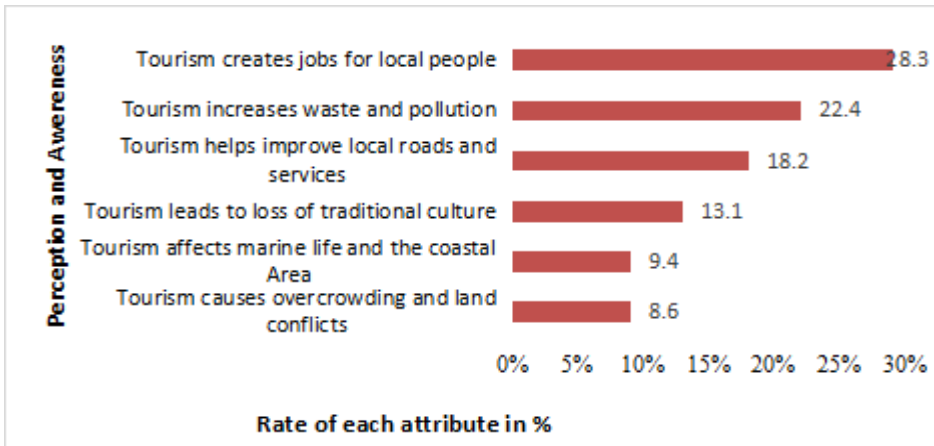 Perception and Awereness
Tourism creates jobs for local people
28.3
Tourism increases waste and pollution
22.4
Tourism helps improve local roads and
services
18.2
Tourism leads to loss of traditional culture
13.1
Tourism affects marine life and the coastal
Area
9.4
Tourism causes overcrowding and land
conflicts
8.6
0% 5% 10% 15% 20% 25% 30%
Rate of each attribute in %